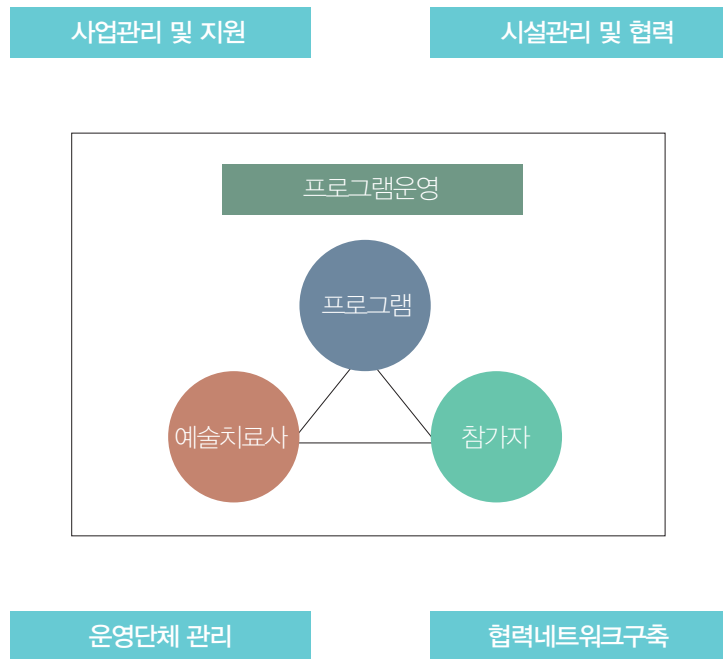 사업관리 및 지원
시설관리 및 협력
프로그램운영
프로그램
예술치료사
참가자
운영단체 관리
협력네트워크구축